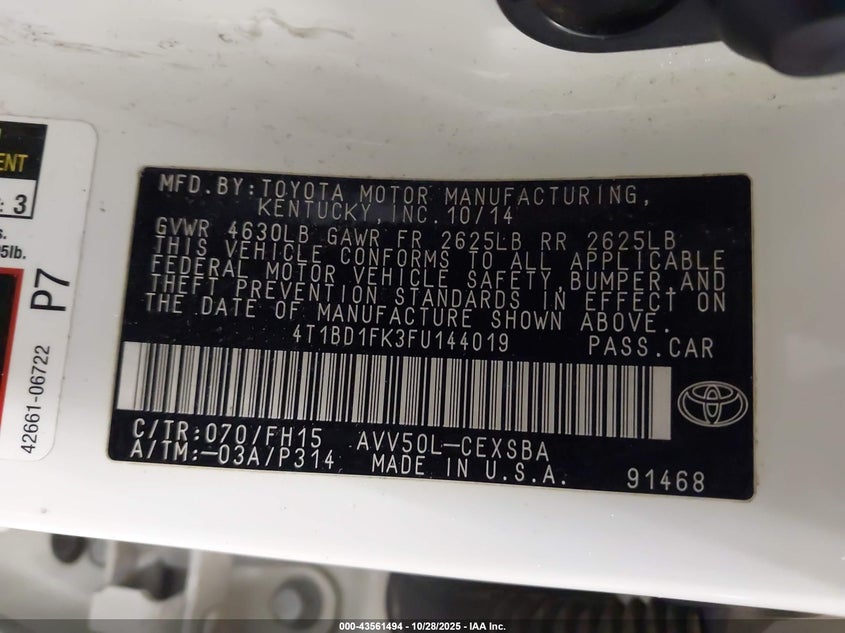 ENT
: 3
s.
5lb.
P7
42661-06722
MFD.BY:TOYOTA MOTOR MANUFACTURING,
KENTUCKY,INC.10/14
GVWR 4630LB GAWR FR 2625LB RR 2625LB
THIS VEHICLE CONFORMS TO ALL APPLICABLE
FEDERAL MOTOR VEHICLE SAFETY,BUMPER,AND
THEFT PREVENTION STANDARDS IN EFFECT ON
THE DATE OF MANUFACTURE SHOWN ABOVE.
4T1BD1FK3FU144019 PASS.CAR
C/TR:070/FH15 AVV50L-CEXSBA
A/TM:-03A/P314 MADE IN U.S.A. 91468
000-43561494 - 10/28/2025 - IAA Inc.